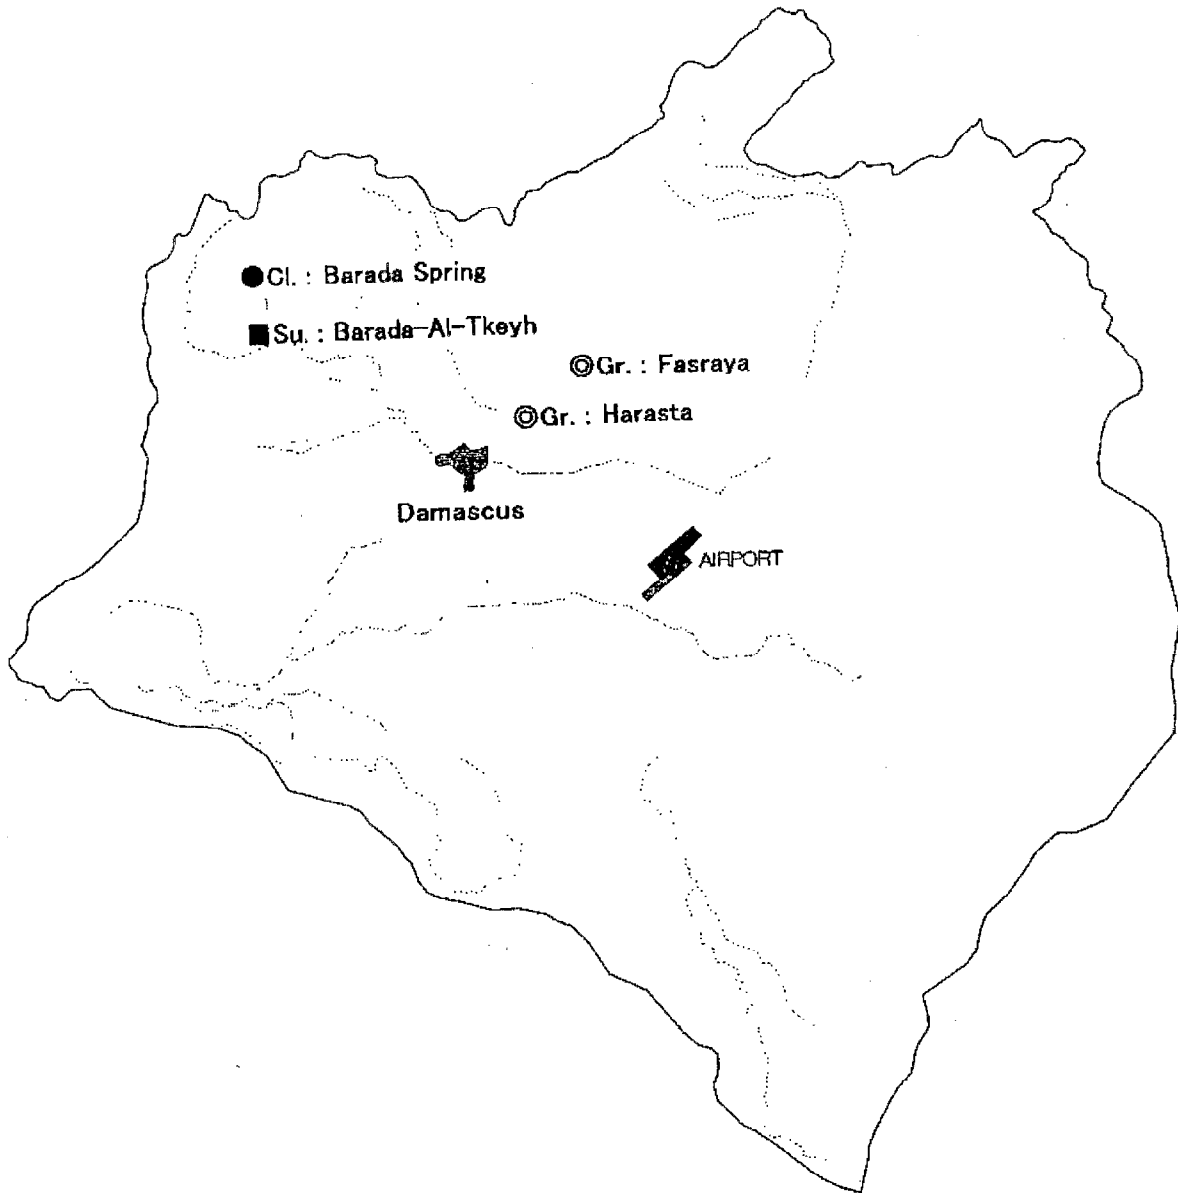 Cl. : Barada Spring
Su. : Barada-Al-Tkeyh
Gr. : Fasraya
Gr. : Harasta
Damascus
AIRPORT